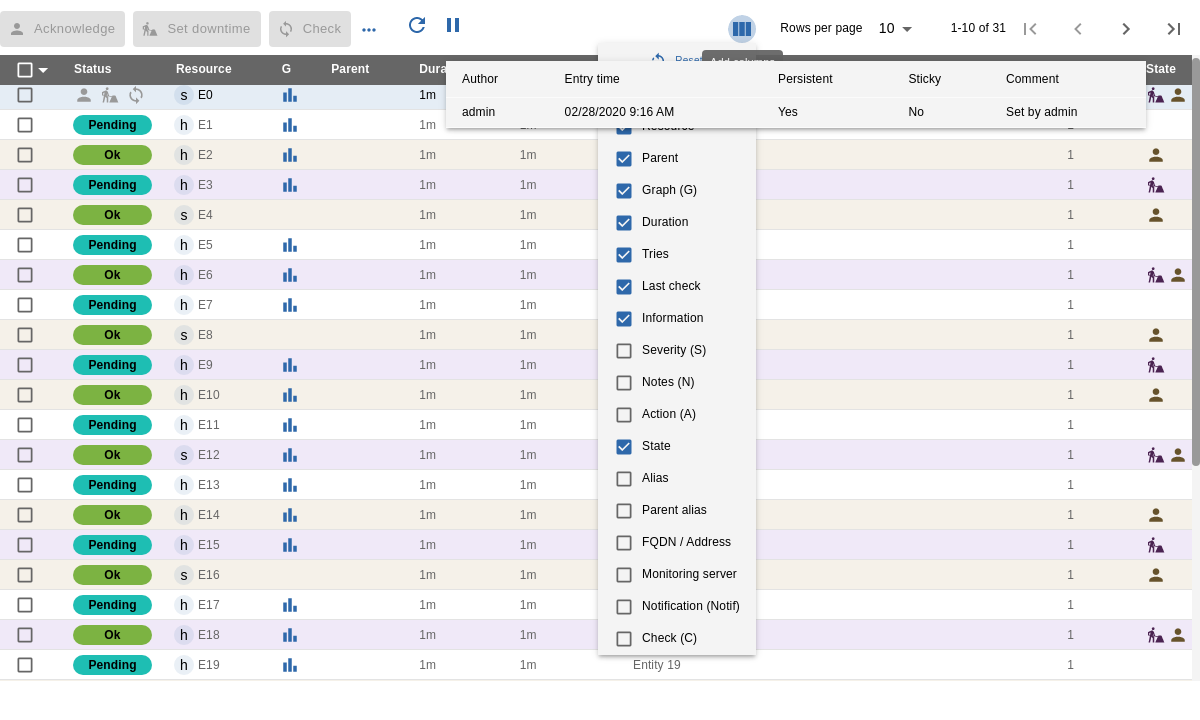 Acknowledge Set downtime Check Rows per page 10 1-10 of 31
Reset
Status Resource G Parent State
Author Entry time Persistent Sticky Comment
s E0 1m
admin 02/28/2020 9:16 AM Yes No Set by admin
Pending h E1 1m
Ok h E2 1m 1m Parent 1
Pending h E3 1m 1m Graph (G) 1
Ok s E4 1m 1m Duration 1
Pending h E5 1m 1m Tries 1
Ok h E6 1m 1m Last check 1
Pending h E7 1m 1m Information 1
Ok s E8 1m 1m Severity (S) 1
Pending h E9 1m 1m Notes (N) 1
Ok h E10 1m 1m Action (A) 1
Pending h E11 1m 1m State 1
Ok s E12 1m 1m Alias 1
Pending h E13 1m 1m Parent alias 1
Ok h E14 1m 1m FQDN / Address 1
Pending h E15 1m 1m Monitoring server 1
Ok s E16 1m 1m Notification (Notif) 1
Pending h E17 1m 1m Check (C) 1
Ok h E18 1m 1m 1
Pending h E19 1m 1m Entity 19 1